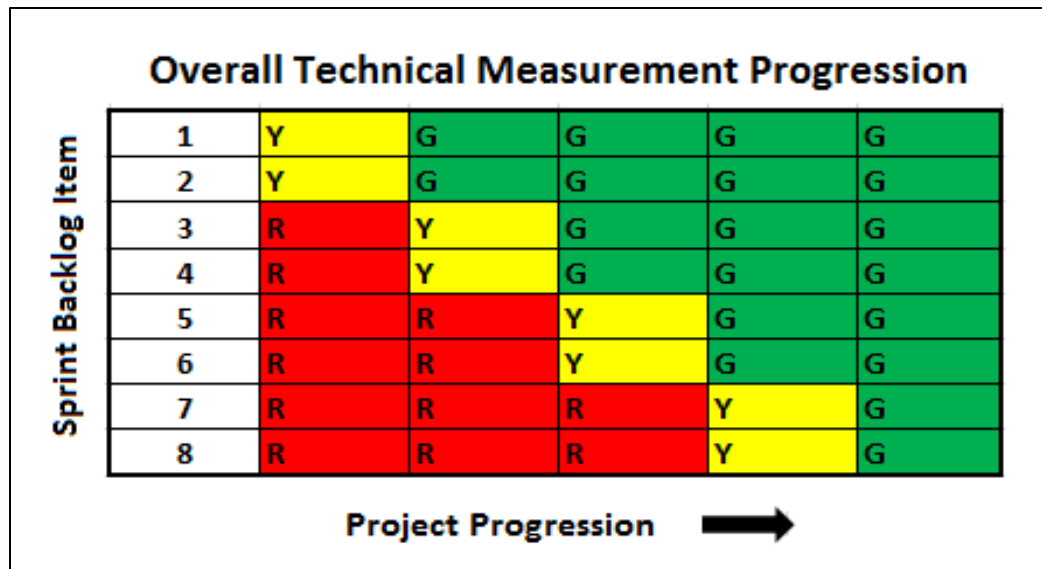 Overall Technical Measurement Progression
Sprint Backlog Item
1 Y G G G G
2 Y G G G G
3 R Y G G G
4 R Y G G G
5 R R Y G G
6 R R Y G G
7 R R R Y G
8 R R R Y G
Project Progression